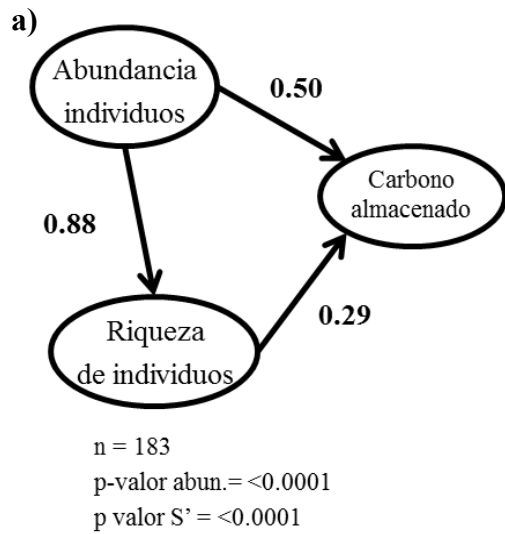 a)
Abundancia
individuos
0.50
Carbono
almacenado
0.88
Riqueza
de individuos
0.29
n = 183
p-valor abun.= <0.0001
p valor S’ = <0.0001